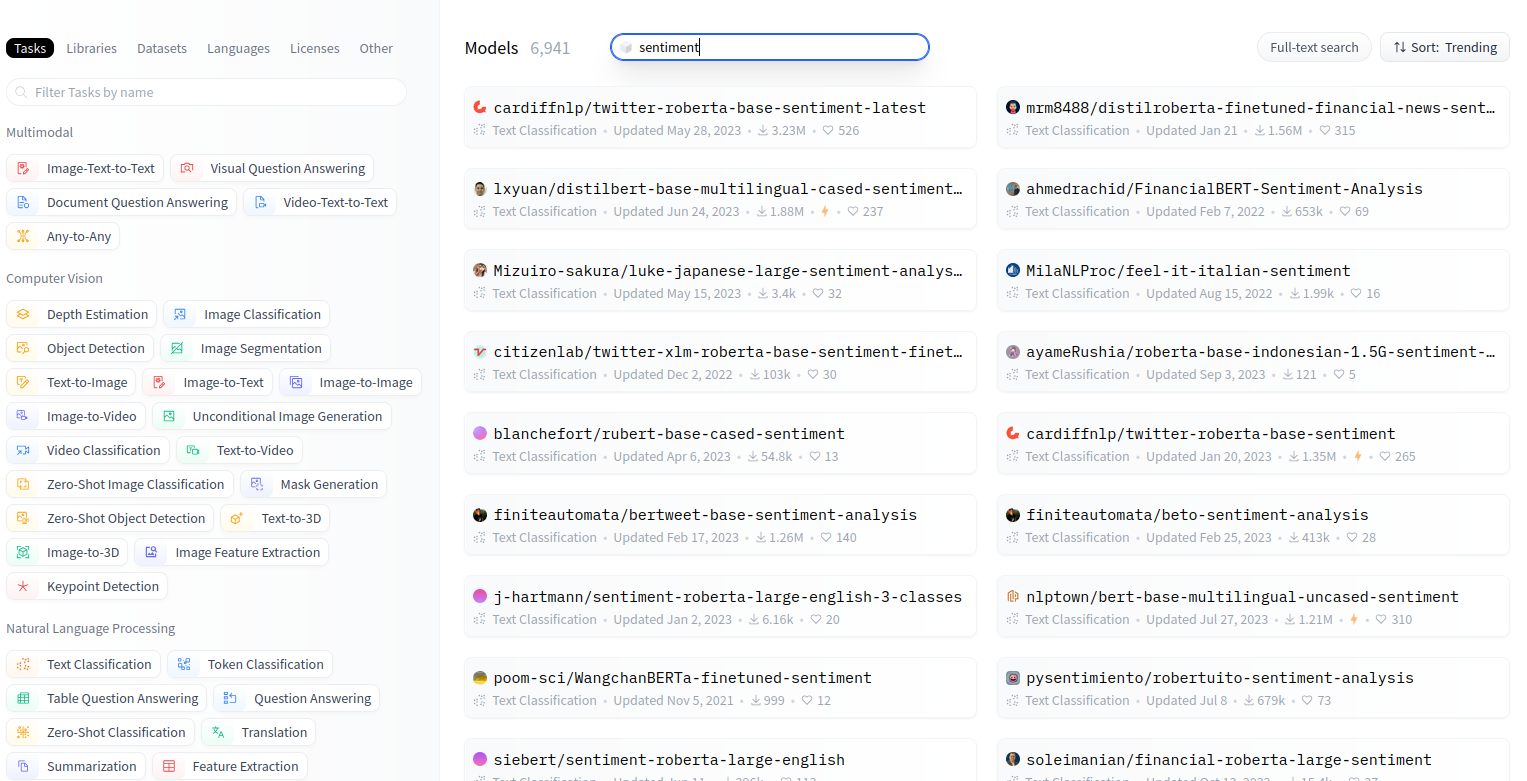 Tasks Libraries Datasets Languages Licenses Other
Filter Tasks by name
Multimodal
Image-Text-to-Text Visual Question Answering
Document Question Answering Video-Text-to-Text
Any-to-Any
Computer Vision
Depth Estimation Image Classification
Object Detection Image Segmentation
Text-to-Image Image-to-Text Image-to-Image
Image-to-Video Unconditional Image Generation
Video Classification Text-to-Video
Zero-Shot Image Classification Mask Generation
Zero-Shot Object Detection Text-to-3D
Image-to-3D Image Feature Extraction
Keypoint Detection
Natural Language Processing
Text Classification Token Classification
Table Question Answering Question Answering
Zero-Shot Classification Translation
Summarization Feature Extraction
Models 6,941 sentiment Full-text search Sort: Trending
cardiffnlp/twitter-roberta-base-sentiment-latest
Text Classification • Updated May 28, 2023 • 3.23M • 526
mrm8488/distilroberta-finetuned-financial-news-sent…
Text Classification • Updated Jan 21 • 1.56M • 315
lxyuan/distilbert-base-multilingual-cased-sentiment…
Text Classification • Updated Jun 24, 2023 • 1.88M • 237
ahmedrachid/FinancialBERT-Sentiment-Analysis
Text Classification • Updated Feb 7, 2022 • 653k • 69
Mizuiro-sakura/luke-japanese-large-sentiment-analys…
Text Classification • Updated May 15, 2023 • 3.4k • 32
MilaNLProc/feel-it-italian-sentiment
Text Classification • Updated Aug 15, 2022 • 1.99k • 16
citizenlab/twitter-xlm-roberta-base-sentiment-finet…
Text Classification • Updated Dec 2, 2022 • 103k • 30
ayameRushia/roberta-base-indonesian-1.5G-sentiment-…
Text Classification • Updated Sep 3, 2023 • 121 • 5
blanchefort/rubert-base-cased-sentiment
Text Classification • Updated Apr 6, 2023 • 54.8k • 13
cardiffnlp/twitter-roberta-base-sentiment
Text Classification • Updated Jan 20, 2023 • 1.35M • 265
finiteautomata/bertweet-base-sentiment-analysis
Text Classification • Updated Feb 17, 2023 • 1.26M • 140
finiteautomata/beto-sentiment-analysis
Text Classification • Updated Feb 25, 2023 • 413k • 28
j-hartmann/sentiment-roberta-large-english-3-classes
Text Classification • Updated Jan 2, 2023 • 6.16k • 20
nlptown/bert-base-multilingual-uncased-sentiment
Text Classification • Updated Jul 27, 2023 • 1.21M • 310
poom-sci/WangchanBERTa-finetuned-sentiment
Text Classification • Updated Nov 5, 2021 • 999 • 12
pysentimiento/robertuito-sentiment-analysis
Text Classification • Updated Jul 8 • 679k • 73
siebert/sentiment-roberta-large-english
Text Classification • Updated
soleimanian/financial-roberta-large-sentiment
Text Classification • Updated